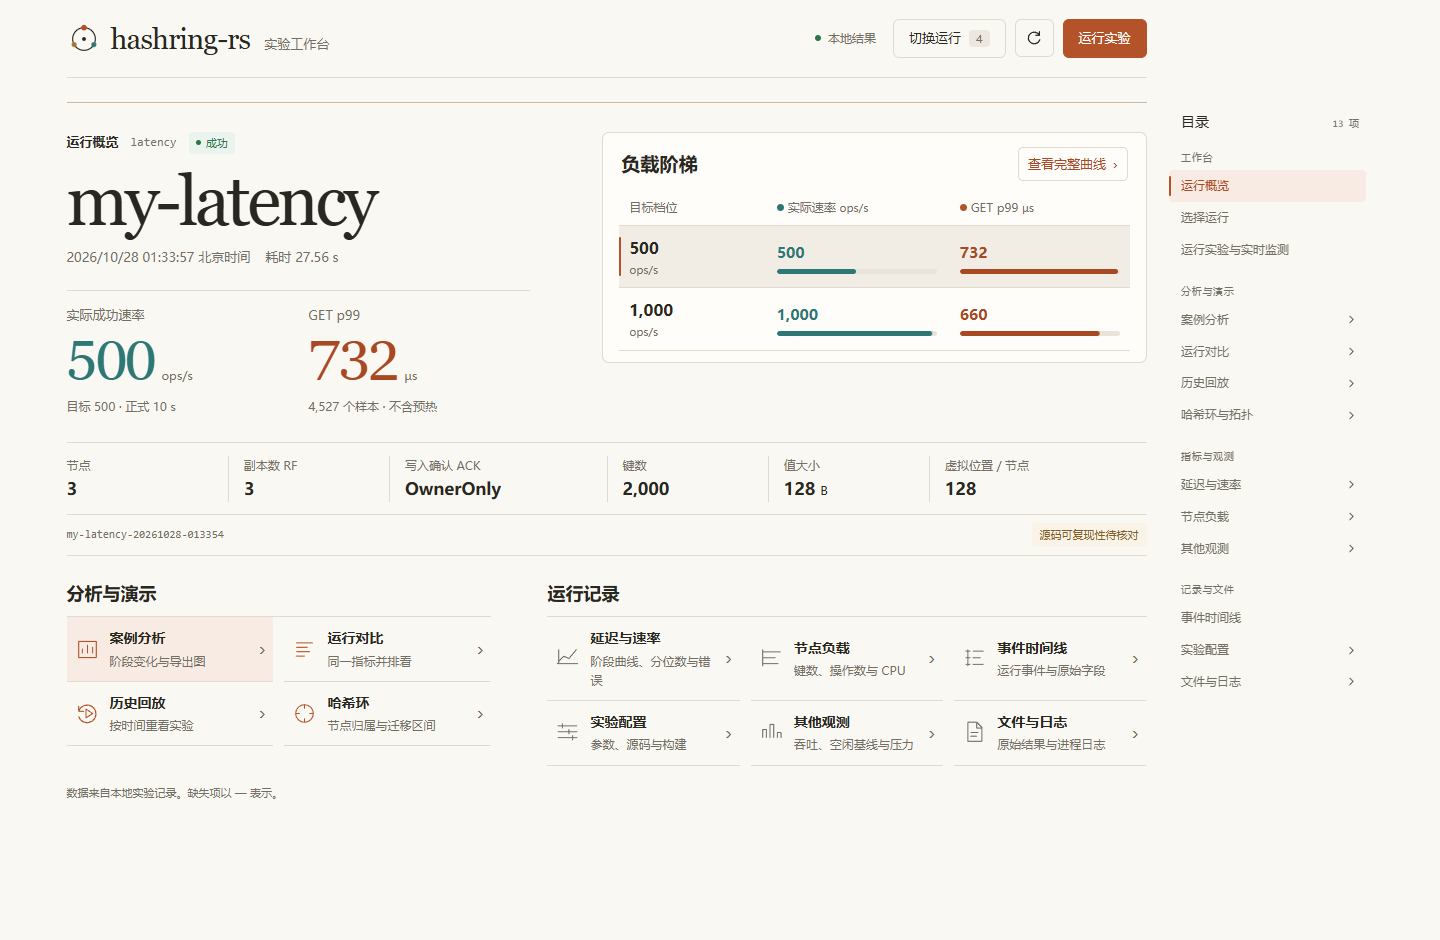 hashring-rs 实验工作台
本地结果
切换运行 4
运行实验
运行概览 latency 成功
my-latency
2026/10/28 01:33:57 北京时间 耗时 27.56 s
实际成功速率
500 ops/s
目标 500 · 正式 10 s
GET p99
732 µs
4,527 个样本 · 不含预热
负载阶梯
查看完整曲线 ›
目标档位 实际速率 ops/s GET p99 µs
500 ops/s 500 732
1,000 ops/s 1,000 660
节点
3
副本数 RF
3
写入确认 ACK
OwnerOnly
键数
2,000
值大小
128 B
虚拟位置 / 节点
128
my-latency-20261028-013354
源码可复现性待核对
分析与演示
案例分析
阶段变化与导出图
运行对比
同一指标并排看
历史回放
按时间重看实验
哈希环
节点归属与迁移区间
运行记录
延迟与速率
阶段曲线、分位数与错
误
节点负载
键数、操作数与 CPU
事件时间线
运行事件与原始字段
实验配置
参数、源码与构建
其他观测
吞吐、空闲基线与压力
文件与日志
原始结果与进程日志
数据来自本地实验记录。缺失项以 — 表示。
目录 13 项
工作台
运行概览
选择运行
运行实验与实时监测
分析与演示
案例分析
运行对比
历史回放
哈希环与拓扑
指标与观测
延迟与速率
节点负载
其他观测
记录与文件
事件时间线
实验配置
文件与日志